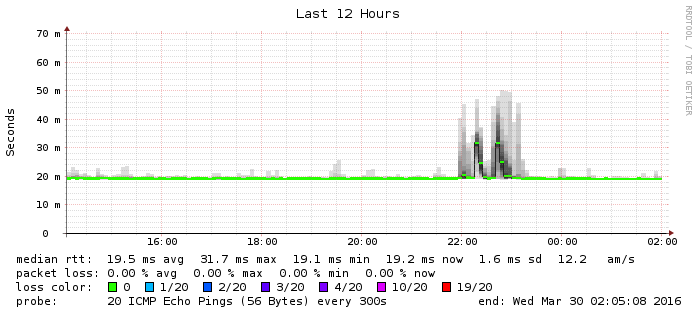 Last 12 Hours
RRDTOOL / TOBI OETIKER
Seconds
70 m
60 m
50 m
40 m
30 m
20 m
10 m
0
16:00 18:00 20:00 22:00 00:00 02:00
median rtt: 19.5 ms avg 31.7 ms max 19.1 ms min 19.2 ms now 1.6 ms sd 12.2 am/s
packet loss: 0.00 % avg 0.00 % max 0.00 % min 0.00 % now
loss color: 0 1/20 2/20 3/20 4/20 10/20 19/20
probe: 20 ICMP Echo Pings (56 Bytes) every 300s end: Wed Mar 30 02:05:08 2016